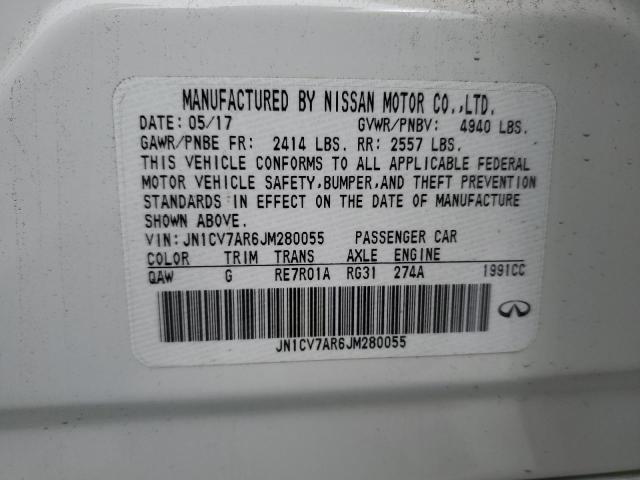 MANUFACTURED BY NISSAN MOTOR CO.,LTD.
DATE: 05/17 GVWR/PNBV: 4940 LBS.
GAWR/PNBE FR: 2414 LBS. RR: 2557 LBS.
THIS VEHICLE CONFORMS TO ALL APPLICABLE FEDERAL
MOTOR VEHICLE SAFETY,BUMPER,AND THEFT PREVENTION
STANDARDS IN EFFECT ON THE DATE OF MANUFACTURE
SHOWN ABOVE.
VIN: JN1CV7AR6JM280055 PASSENGER CAR
COLOR TRIM TRANS AXLE ENGINE
QAW G RE7R01A RG31 274A 1991CC
JN1CV7AR6JM280055